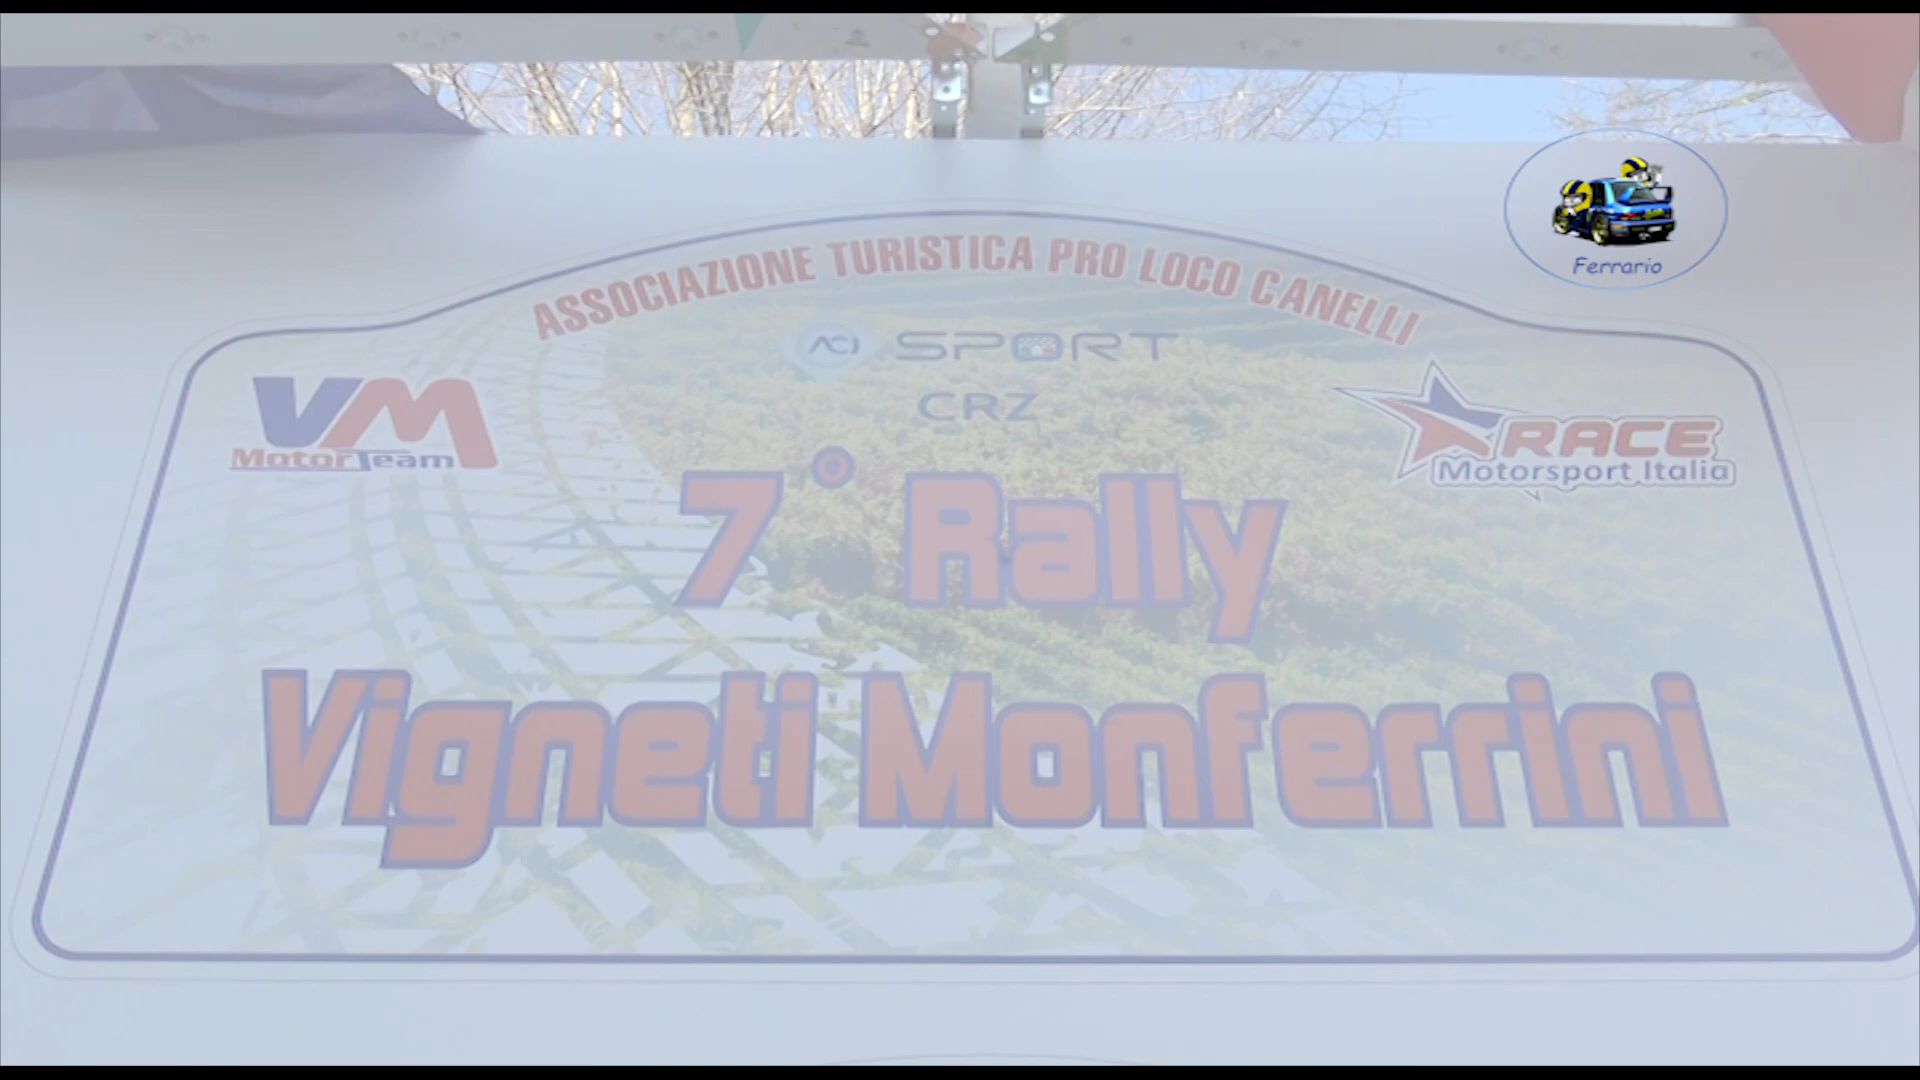 Ferrario
ASSOCIAZIONE TURISTICA PRO LOCO CANELLI
ACI SPORT
CRZ
VM
MotorTeam
RACE
Motorsport Italia
7° Rally
Vigneti Monferrini